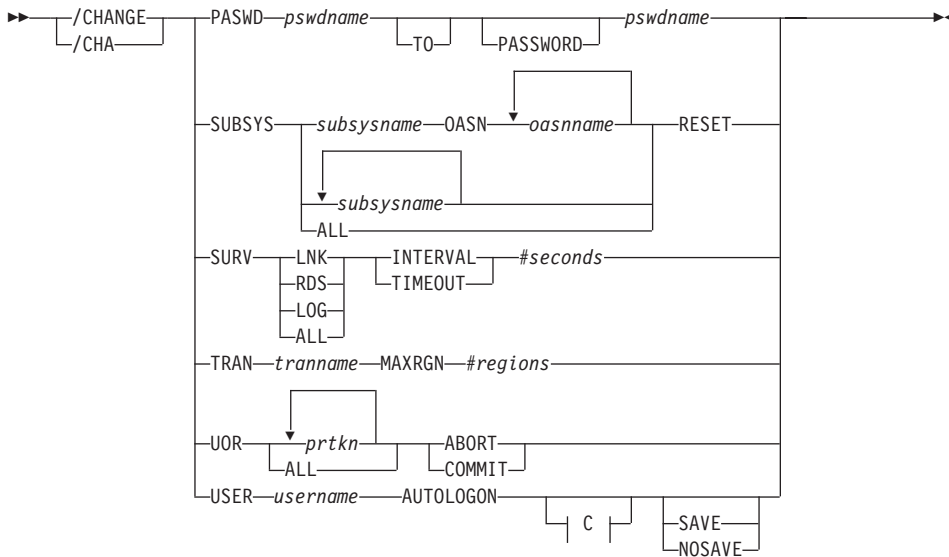 /CHANGE PASWD pswdname pswdname
/CHA TO PASSWORD
SUBSYS subsysname OASN oasnname RESET
subsysname
ALL
SURV LNK INTERVAL #seconds
RDS TIMEOUT
LOG
ALL
TRAN tranname MAXRGN #regions
UOR prtkn ABORT
ALL COMMIT
USER username AUTOLOGON
C SAVE
NOSAVE